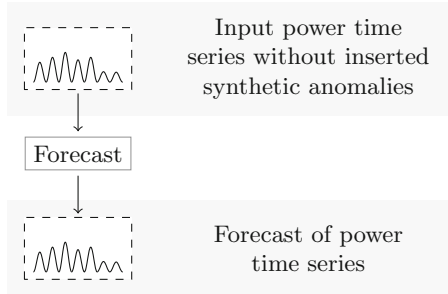 Input power time
series without inserted
synthetic anomalies
Forecast
Forecast of power
time series